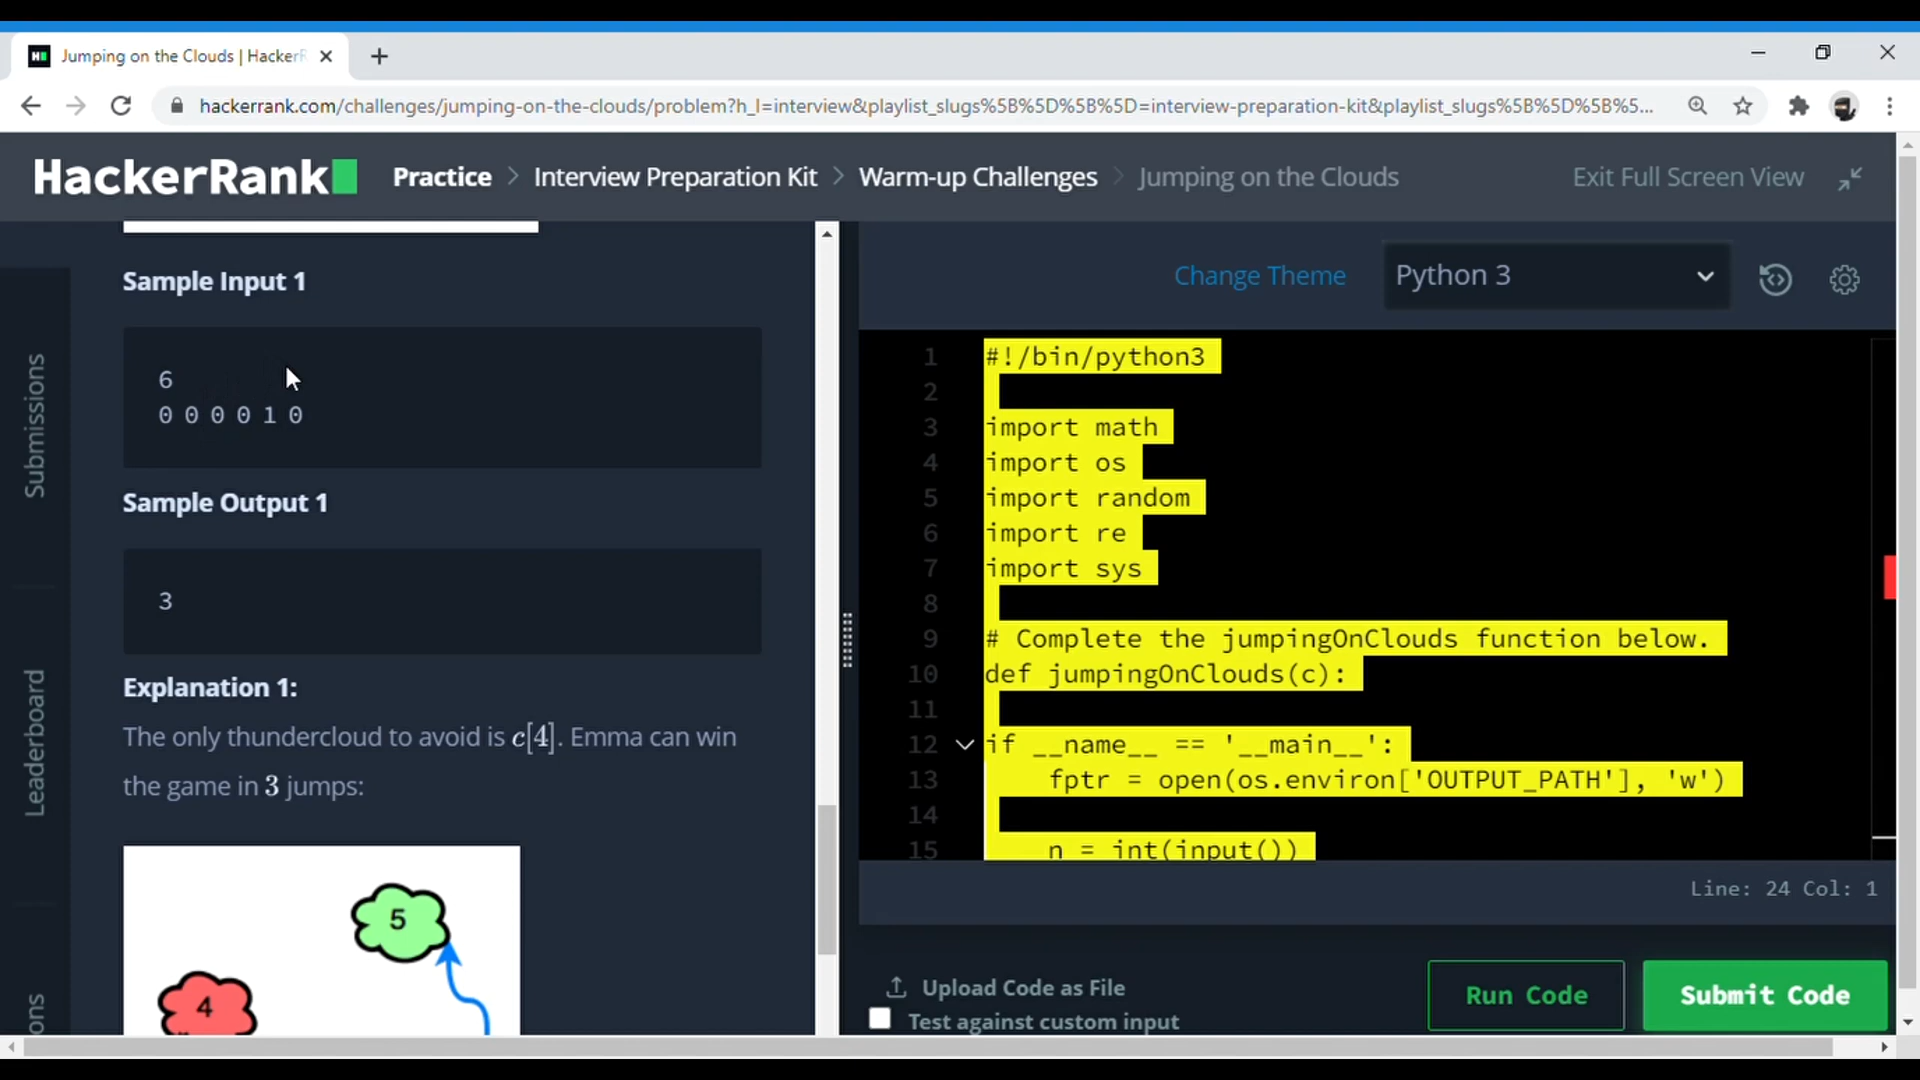 Jumping on the Clouds | HackerR
hackerrank.com/challenges/jumping-on-the-clouds/problem?h_l=interview&playlist_slugs%5B%5D%5B%5D=interview-preparation-kit&playlist_slugs%5B%5D%5B%5...
HackerRank
Practice > Interview Preparation Kit > Warm-up Challenges > Jumping on the Clouds
Exit Full Screen View
Submissions
Leaderboard
ons
Sample Input 1
6
0 0 0 0 1 0
Sample Output 1
3
Explanation 1:
The only thundercloud to avoid is c[4]. Emma can win
the game in 3 jumps:
5
4
Change Theme
Python 3
1 #!/bin/python3
2
3 import math
4 import os
5 import random
6 import re
7 import sys
8
9 # Complete the jumpingOnClouds function below.
10 def jumpingOnClouds(c):
11
12 if __name__ == '__main__':
13     fptr = open(os.environ['OUTPUT_PATH'], 'w')
14
15     n = int(input())
Line: 24 Col: 1
Upload Code as File
Test against custom input
Run Code
Submit Code